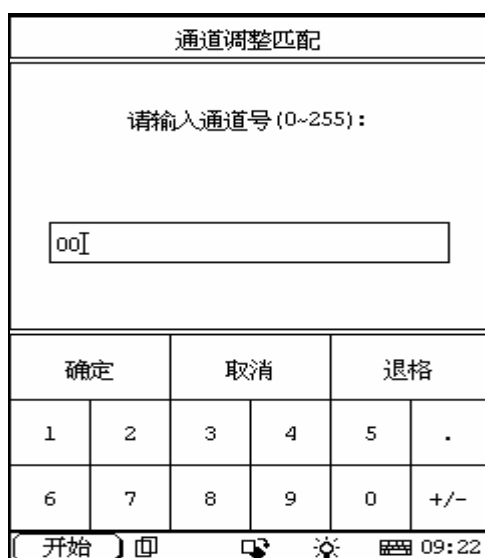 通道调整匹配
请输入通道号(0~255):
00
确定 取消 退格
1 2 3 4 5 .
6 7 8 9 0 +/-
开始 09:22